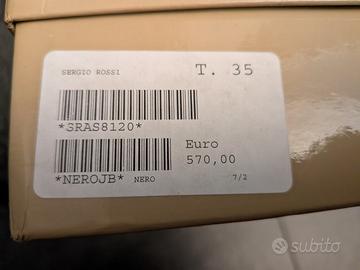 SERGIO ROSSI T. 35
*SRAS8120*
Euro
570,00
*NEROJB* NERO 7/2
subito